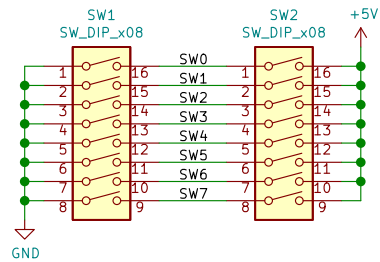 SW1
SW_DIP_x08
SW2
SW_DIP_x08
+5V
1 16 SW0 1 16
2 15 SW1 2 15
3 14 SW2 3 14
4 13 SW3 4 13
5 12 SW4 5 12
6 11 SW5 6 11
7 10 SW6 7 10
8 9 SW7 8 9
GND